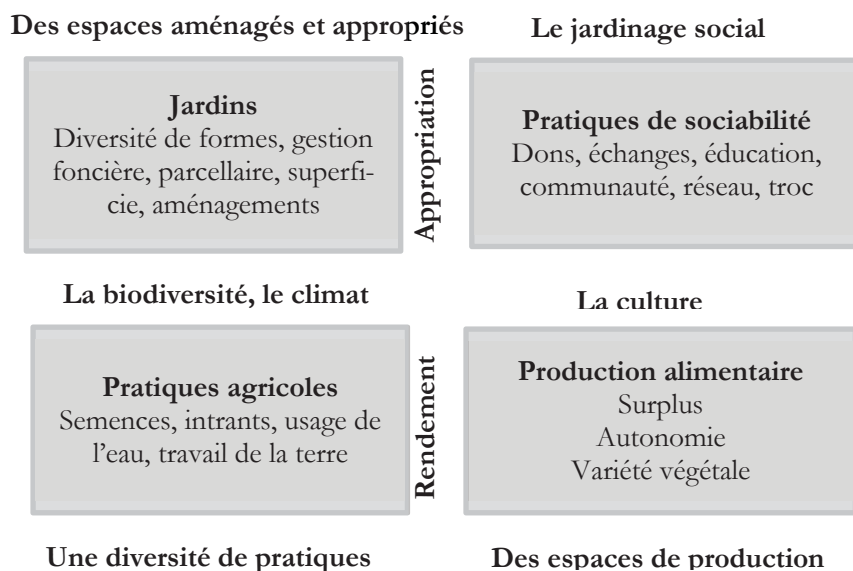 Des espaces aménagés et appropriés
Le jardinage social
Jardins
Diversité de formes, gestion
foncière, parcellaire, superfi-
cie, aménagements
Appropriation
Pratiques de sociabilité
Dons, échanges, éducation,
communauté, réseau, troc
La biodiversité, le climat
La culture
Pratiques agricoles
Semences, intrants, usage de
l’eau, travail de la terre
Rendement
Production alimentaire
Surplus
Autonomie
Variété végétale
Une diversité de pratiques
Des espaces de production